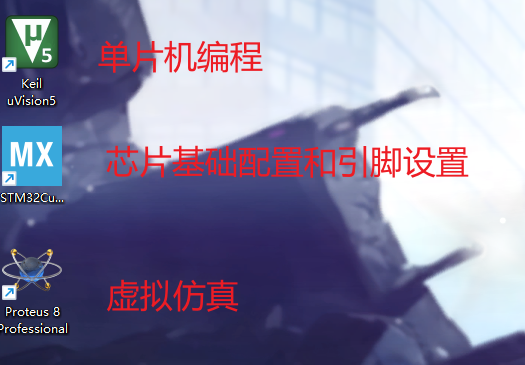 μ
5
Keil
uVision5
单片机编程
MX
STM32Cu...
芯片基础配置和引脚设置
Proteus 8
Professional
虚拟仿真